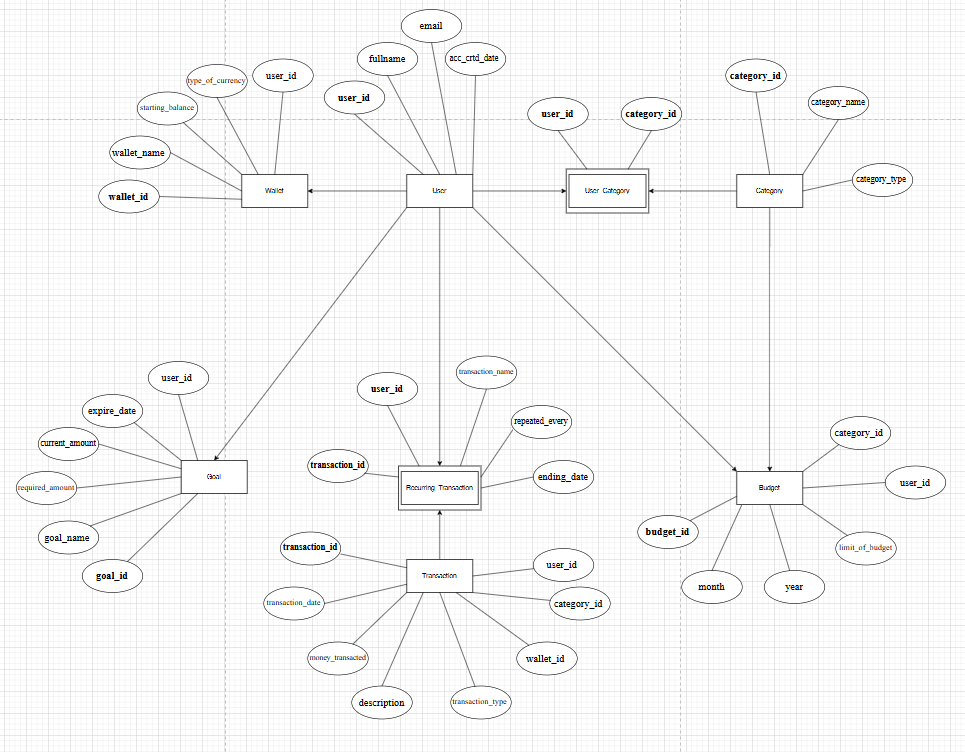 email
fullname
acc_crtd_date
type_of_currency
user_id
category_id
user_id
starting_balance
category_name
user_id
category_id
wallet_name
category_type
wallet_id
Wallet
User
User Category
Category
user_id
transaction_name
user_id
expire_date
repeated_every
current_amount
category_id
transaction_id
Goal
ending_date
required_amount
Recurring Transaction
Budget
user_id
goal_name
budget_id
transaction_id
limit_of_budget
user_id
goal_id
Transaction
month
year
transaction_date
category_id
money_transacted
wallet_id
description
transaction_type